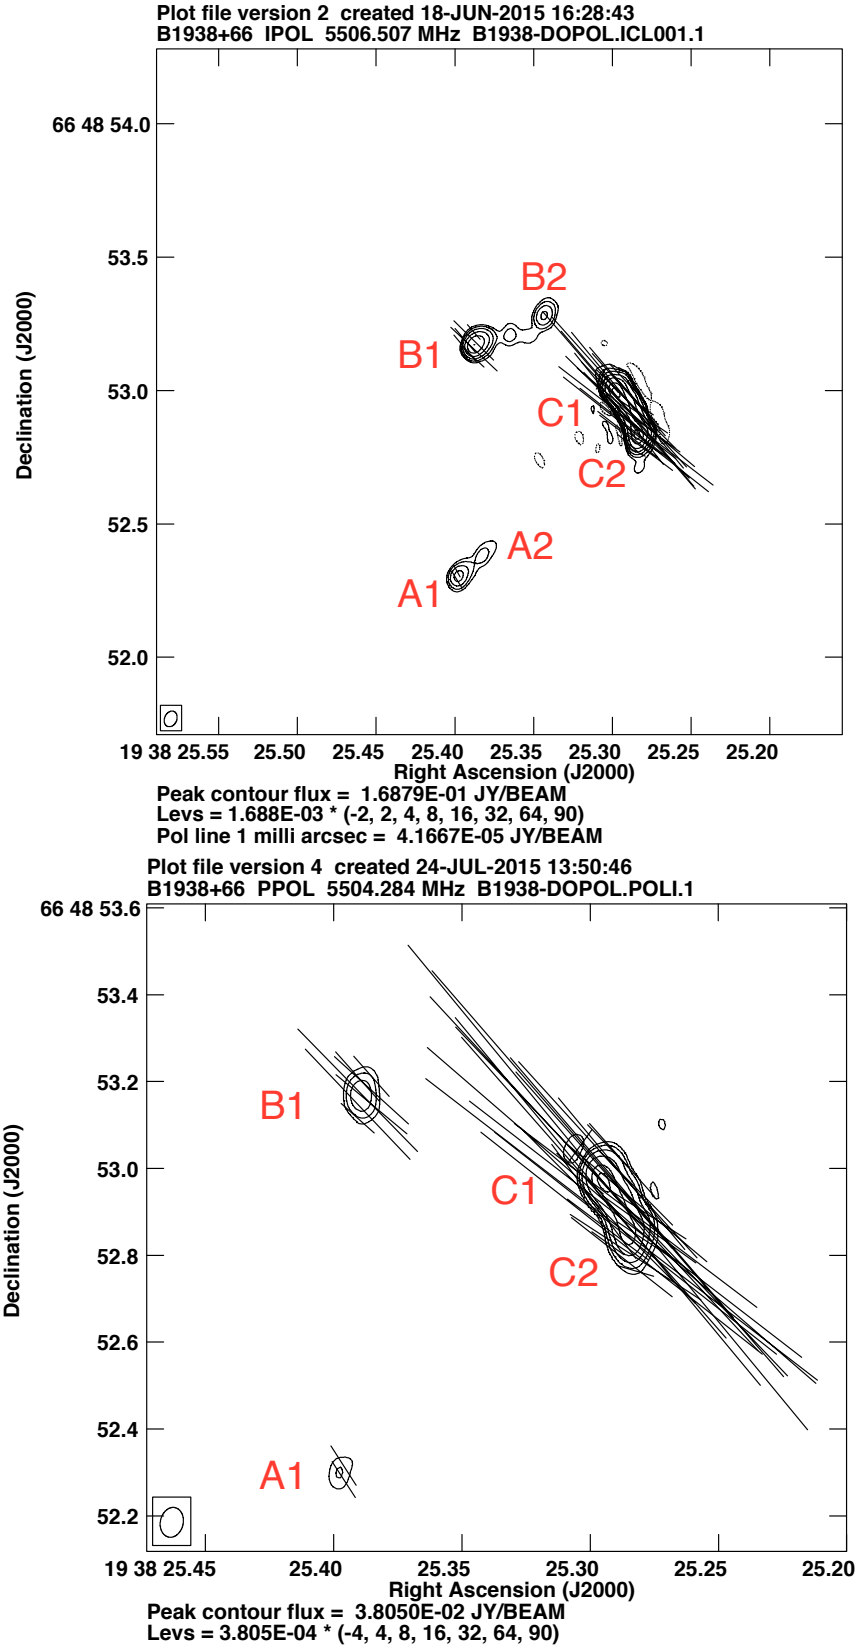 Plot file version 2 created 18-JUN-2015 16:28:43
B1938+66 IPOL 5506.507 MHz B1938-DOPOL.ICL001.1
66 48 54.0
53.5
B2
B1
53.0
C1
C2
52.5
A2
A1
52.0
Declination (J2000)
19 38 25.55 25.50 25.45 25.40 25.35 25.30 25.25 25.20
Right Ascension (J2000)
Peak contour flux = 1.6879E-01 JY/BEAM
Levs = 1.688E-03 * (-2, 2, 4, 8, 16, 32, 64, 90)
Pol line 1 milli arcsec = 4.1667E-05 JY/BEAM
Plot file version 4 created 24-JUL-2015 13:50:46
B1938+66 PPOL 5504.284 MHz B1938-DOPOL.POLI.1
66 48 53.6
53.4
53.2
B1
53.0
C1
52.8
C2
52.6
52.4
A1
52.2
Declination (J2000)
19 38 25.45 25.40 25.35 25.30 25.25 25.20
Right Ascension (J2000)
Peak contour flux = 3.8050E-02 JY/BEAM
Levs = 3.805E-04 * (-4, 4, 8, 16, 32, 64, 90)